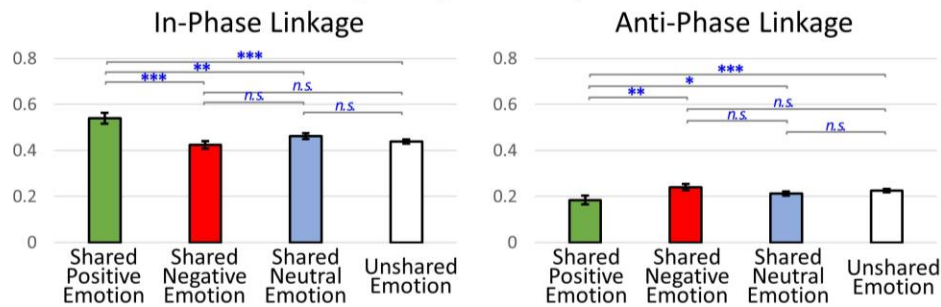 In-Phase Linkage
0.8
0.6
0.4
0.2
0
***
**
***
n.s.
n.s.
n.s.
Shared Positive Emotion
Shared Negative Emotion
Shared Neutral Emotion
Unshared Emotion
Anti-Phase Linkage
0.8
0.6
0.4
0.2
0
***
*
**
n.s.
n.s.
n.s.
Shared Positive Emotion
Shared Negative Emotion
Shared Neutral Emotion
Unshared Emotion